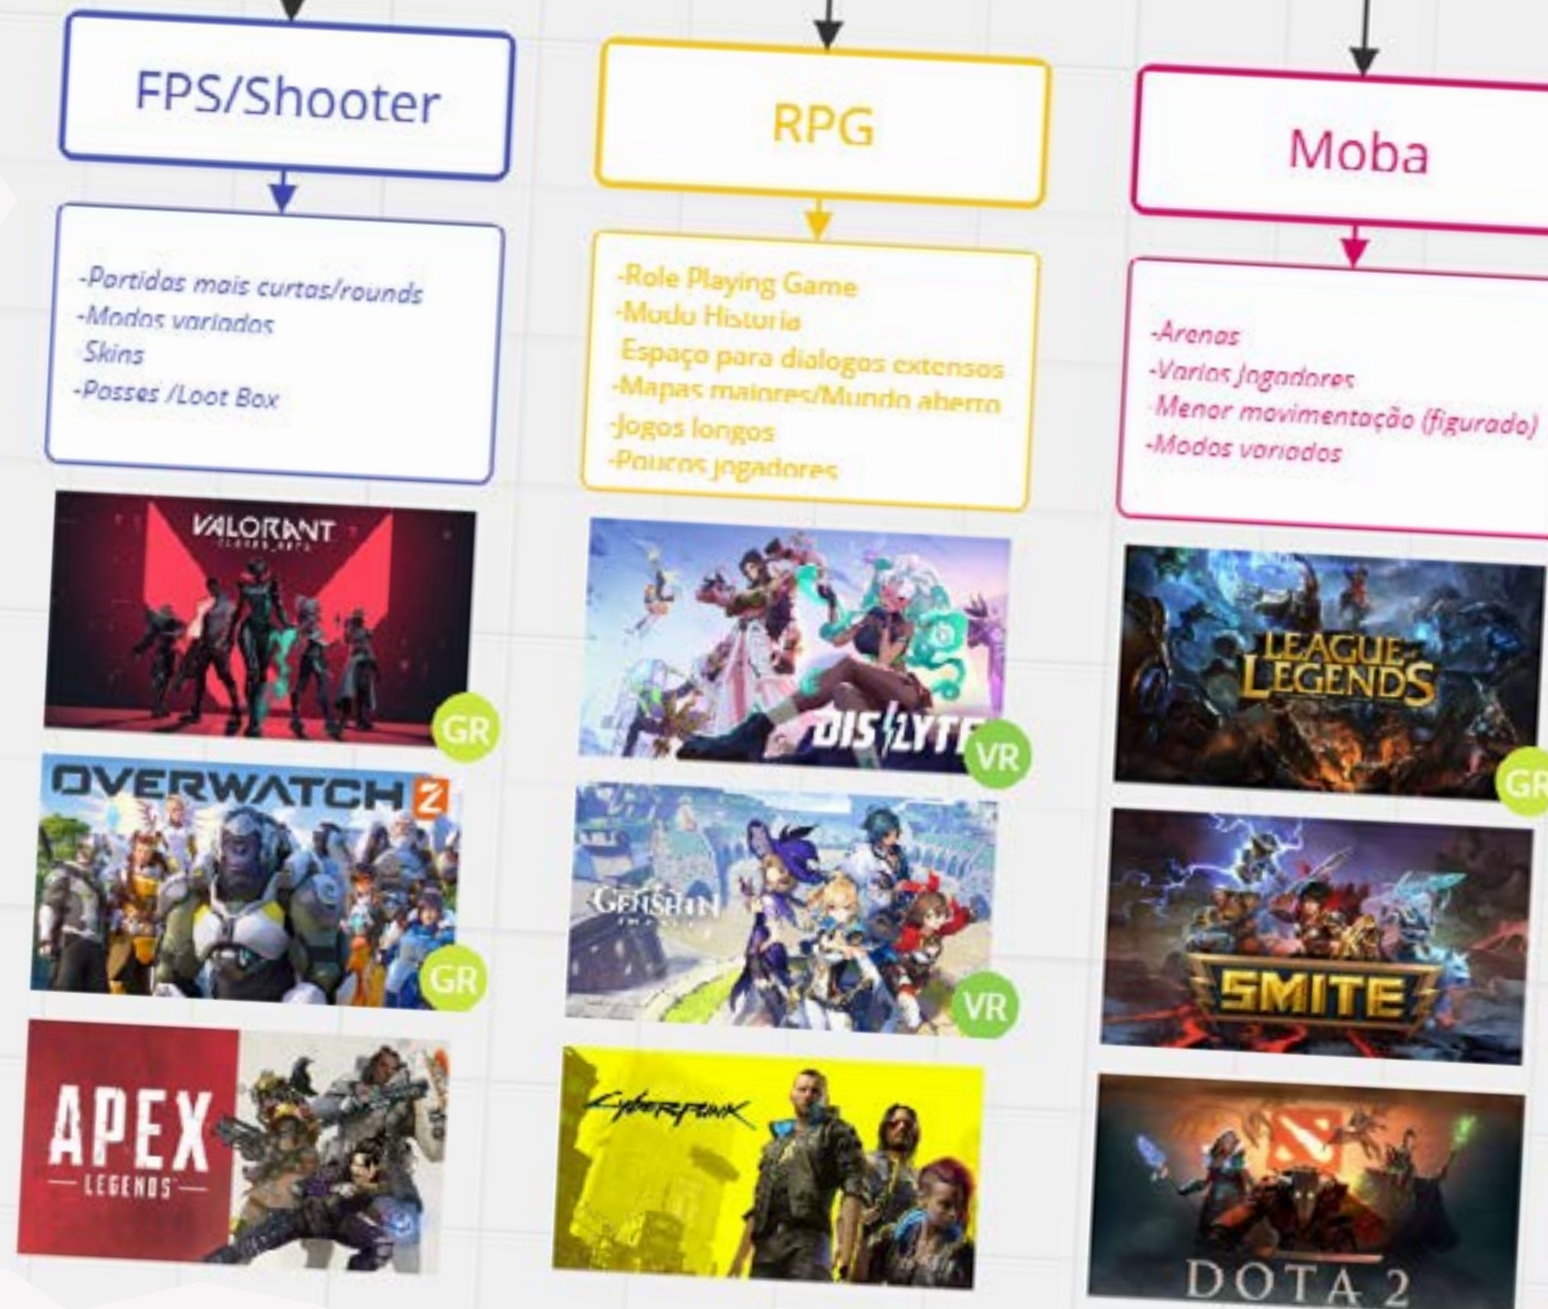 FPS/Shooter
-Partidas mais curtas/rounds
-Modos variados
Skins
-Passes /Loot Box
VALORANT
GR
OVERWATCH 2
GR
APEX
LEGENDS
RPG
-Role Playing Game
-Modo Historia
Espaço para dialogos extensos
-Mapas maiores/Mundo aberto
-Jogos longos
-Poucos jogadores
DISLYTE
VR
GENSHIN
VR
CYBERPUNK
Moba
-Arenas
-Varios Jogadores
Menor movimentação (figurado)
-Modos variados
LEAGUE
LEGENDS
GR
SMITE
DOTA 2